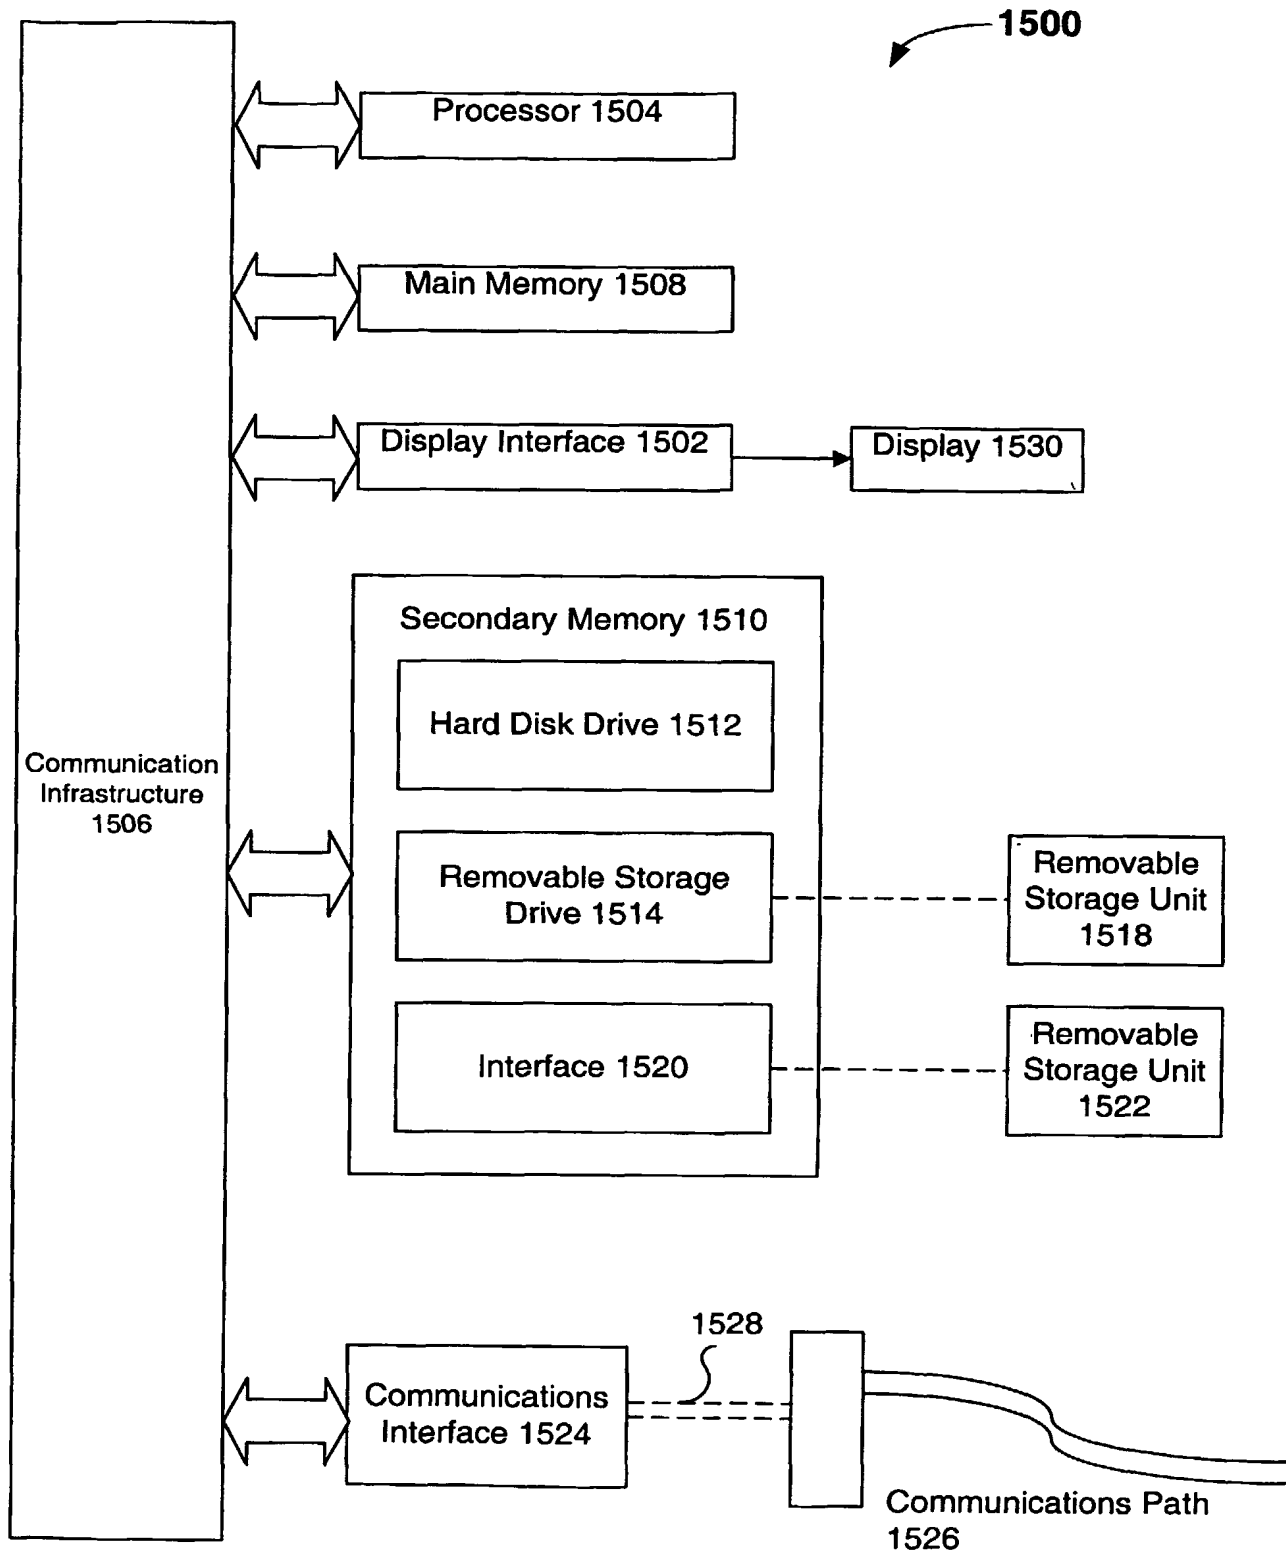 1500
Processor 1504
Main Memory 1508
Display Interface 1502
Display 1530
Secondary Memory 1510
Hard Disk Drive 1512
Communication
Infrastructure
1506
Removable Storage
Drive 1514
Removable
Storage Unit
1518
Interface 1520
Removable
Storage Unit
1522
1528
Communications
Interface 1524
Communications Path
1526